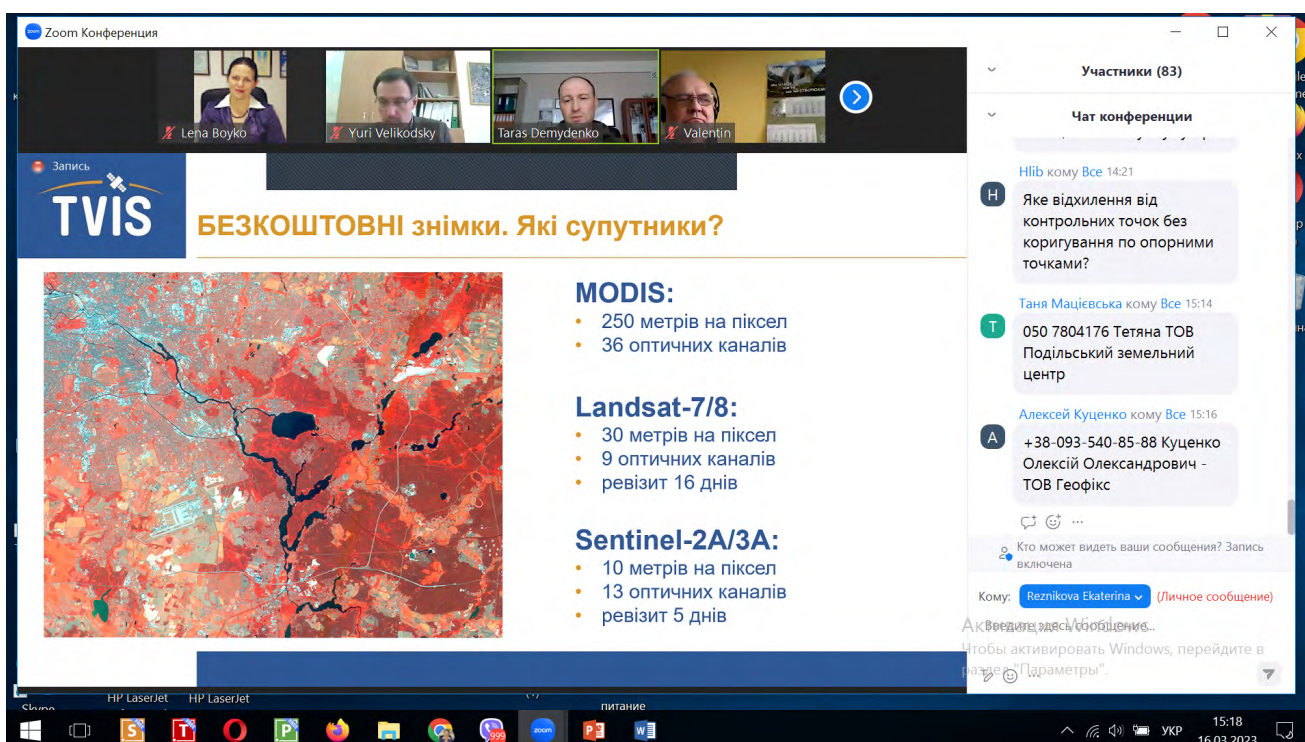 Zoom Конференция
Lena Boyko
Yuri Velikodsky
Taras Demydenko
Valentin
Запись
TVIS
БЕЗКОШТОВНІ знімки. Які супутники?
MODIS:
• 250 метрів на піксел
• 36 оптичних каналів
Landsat-7/8:
• 30 метрів на піксел
• 9 оптичних каналів
• ревізит 16 днів
Sentinel-2A/3A:
• 10 метрів на піксел
• 13 оптичних каналів
• ревізит 5 днів
Участники (83)
Чат конференции
Hlib кому Все 14:21
H
Яке відхилення від
контрольних точок без
коригування по опорними
точками?
Таня Мацієвська кому Все 15:14
Т
050 7804176 Тетяна ТОВ
Подільський земельний
центр
Алексей Куценко кому Все 15:16
А
+38-093-540-85-88 Куценко
Олексій Олександрович -
ТОВ Геофікс
Кто может видеть ваши сообщения? Запись
включена
Кому: Reznikova Ekaterina (Личное сообщение)
Введите здесь сообщение...
Активация Windows
Чтобы активировать Windows, перейдите в
раздел "Параметры".
Skype
HP LaserJet
HP LaserJet
питание
999
zoom
УКР
15:18
16.03.2023